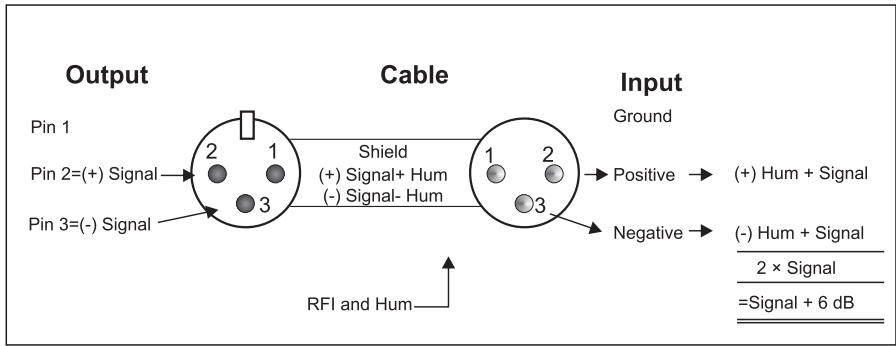 Output
Cable
Input
Pin 1
Ground
2
1
Shield
1
2
Pin 2=(+) Signal
(+) Signal+ Hum
Positive
(+) Hum + Signal
(-) Signal- Hum
3
3
Pin 3=(-) Signal
Negative
(-) Hum + Signal
2 × Signal
RFI and Hum
=Signal + 6 dB